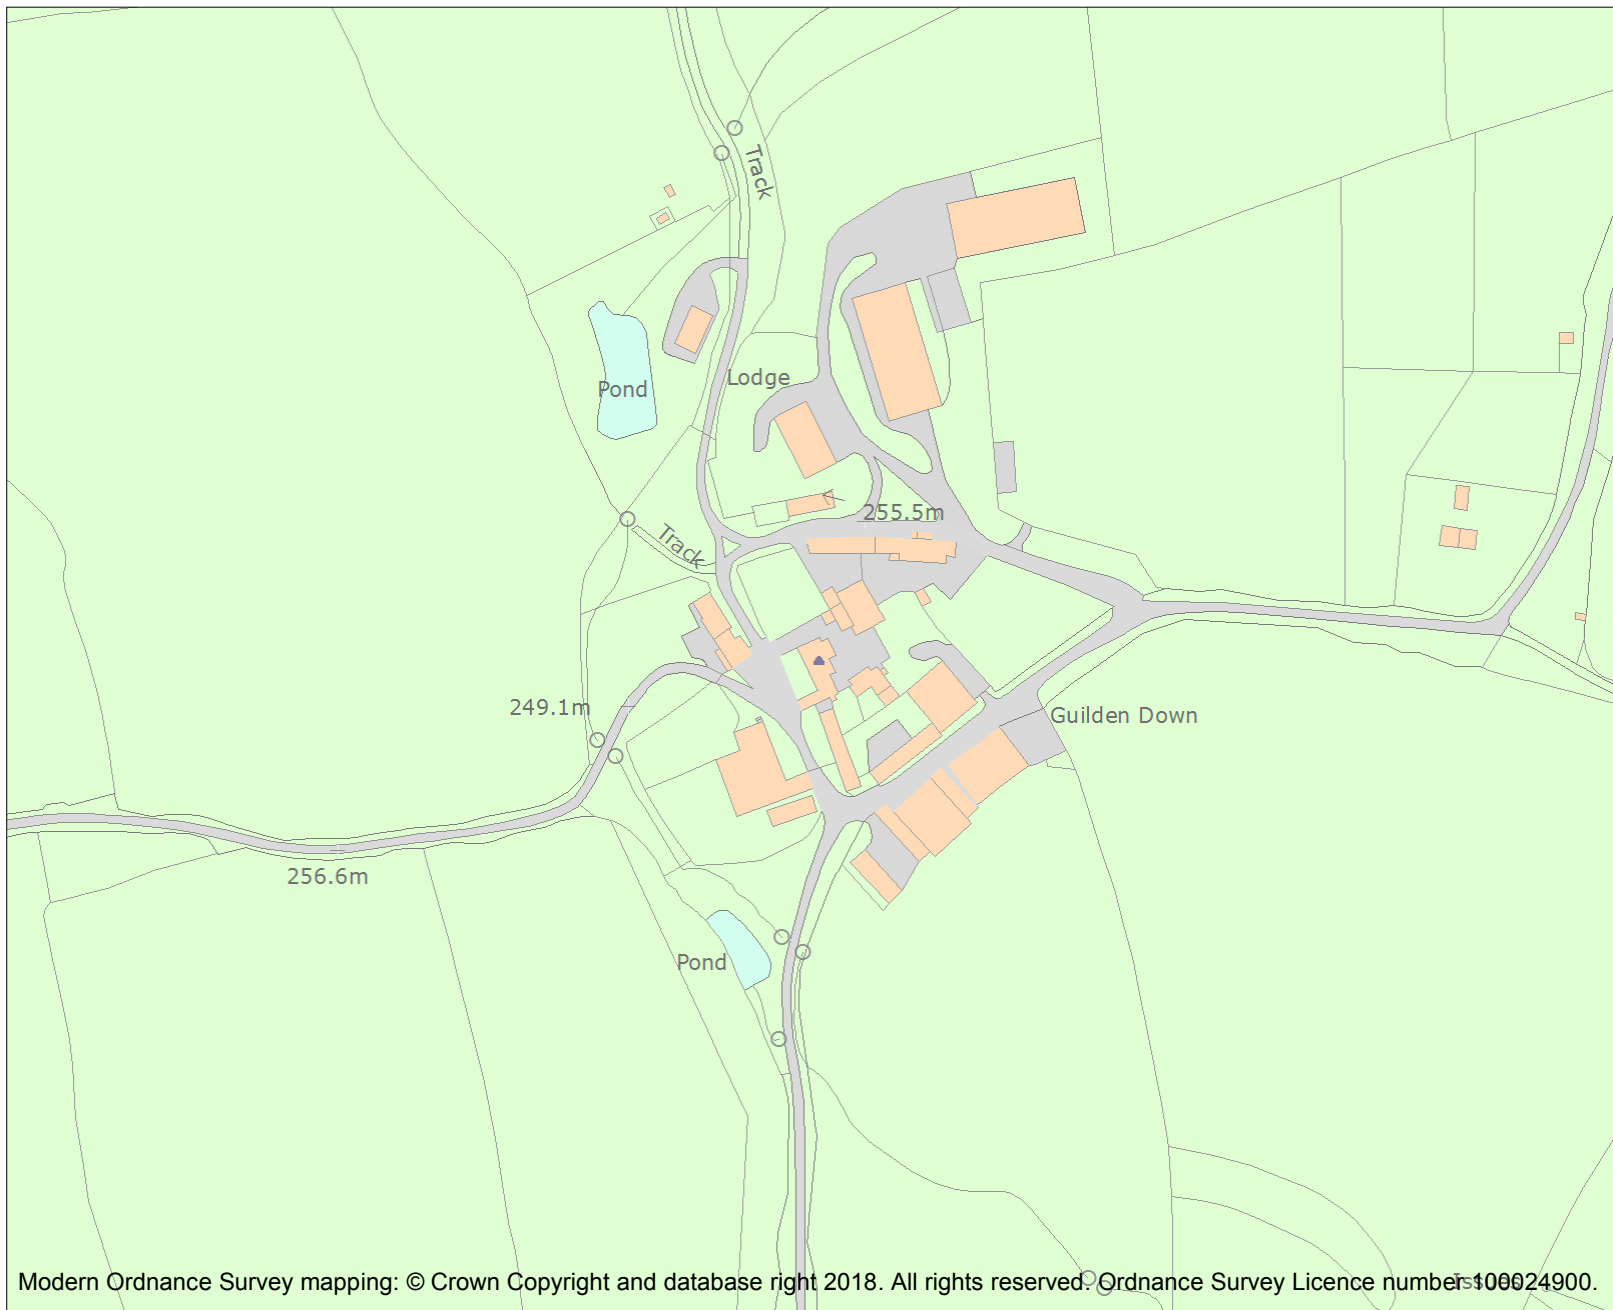 Track
Lodge
Pond
255.5m
Track
249.1m
Guilden Down
256.6m
Pond
Issues
Modern Ordnance Survey mapping: © Crown Copyright and database right 2018. All rights reserved. Ordnance Survey Licence number 100024900.